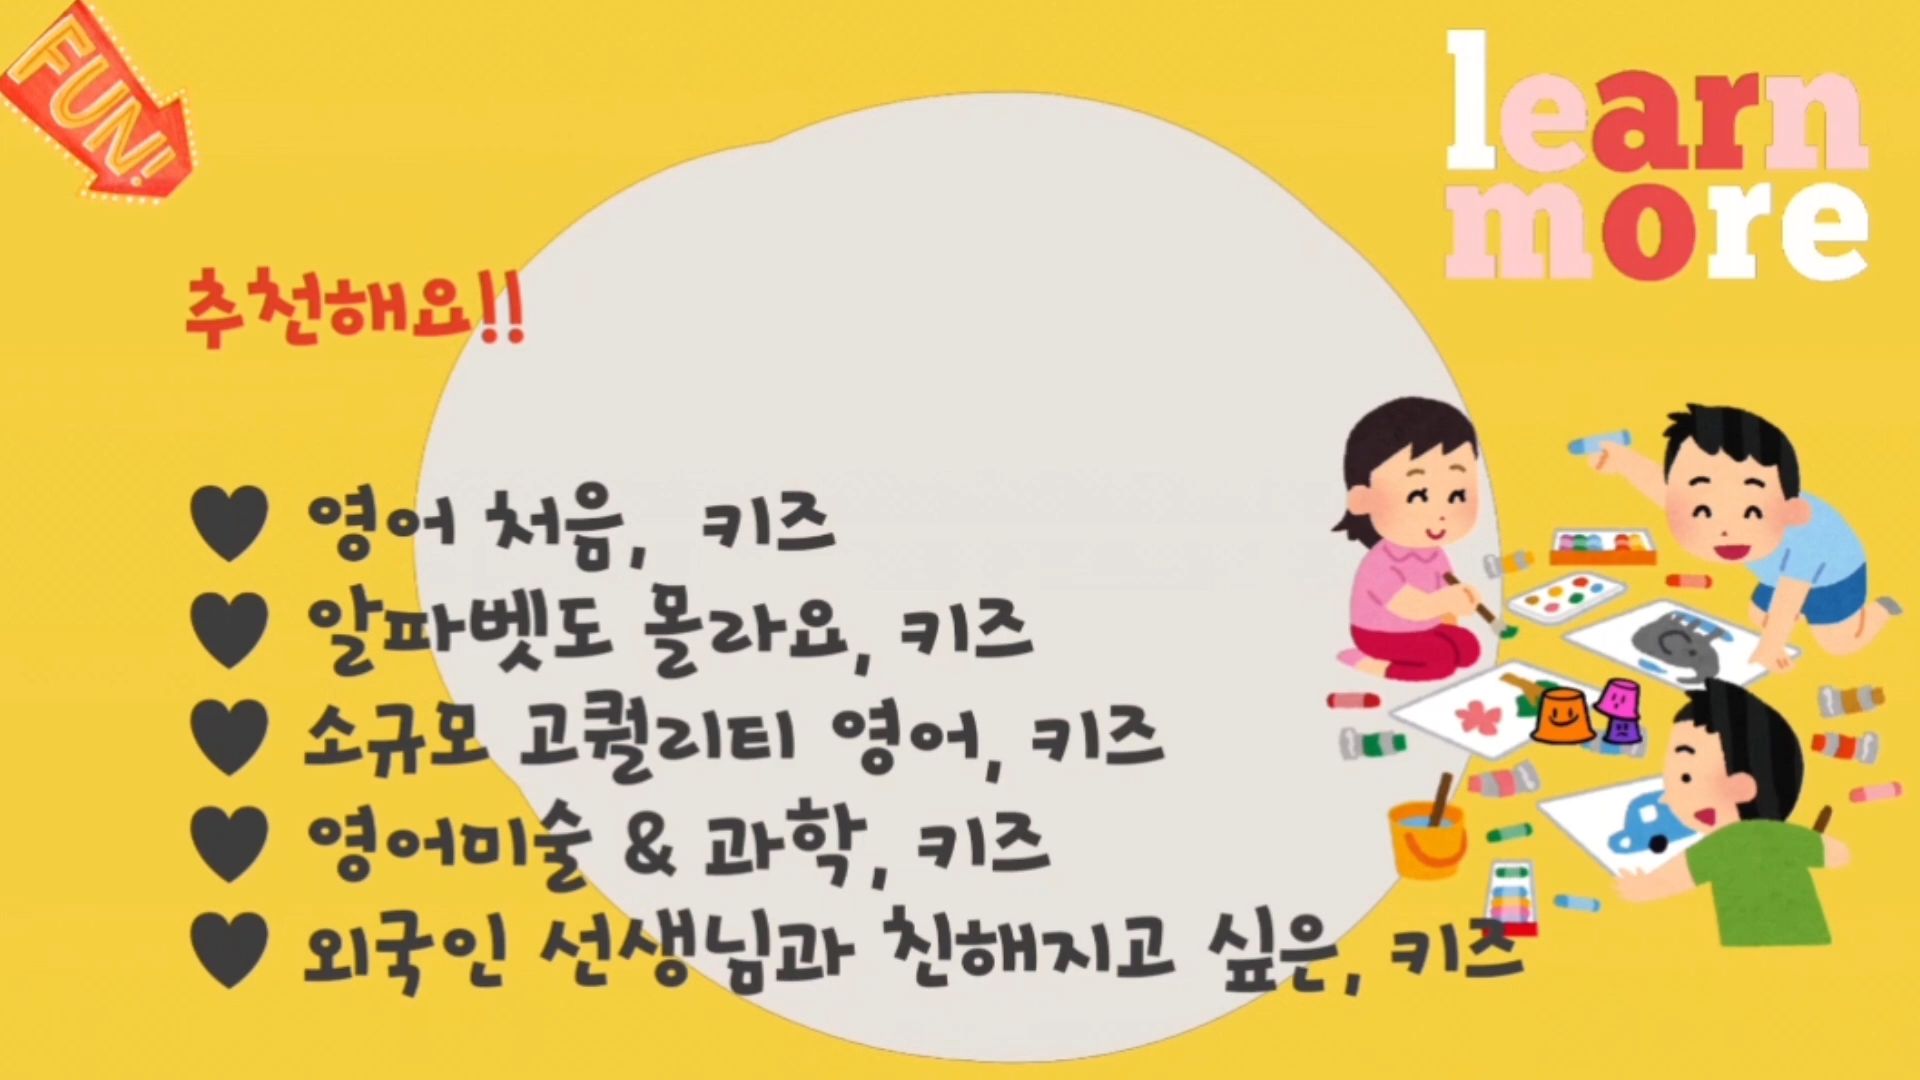 FUN!
learn
more
추천해요!!
♥ 영어 처음, 키즈
♥ 알파벳도 몰라요, 키즈
♥ 소규모 고퀄리티 영어, 키즈
♥ 영어미술 & 과학, 키즈
♥ 외국인 선생님과 친해지고 싶은, 키즈